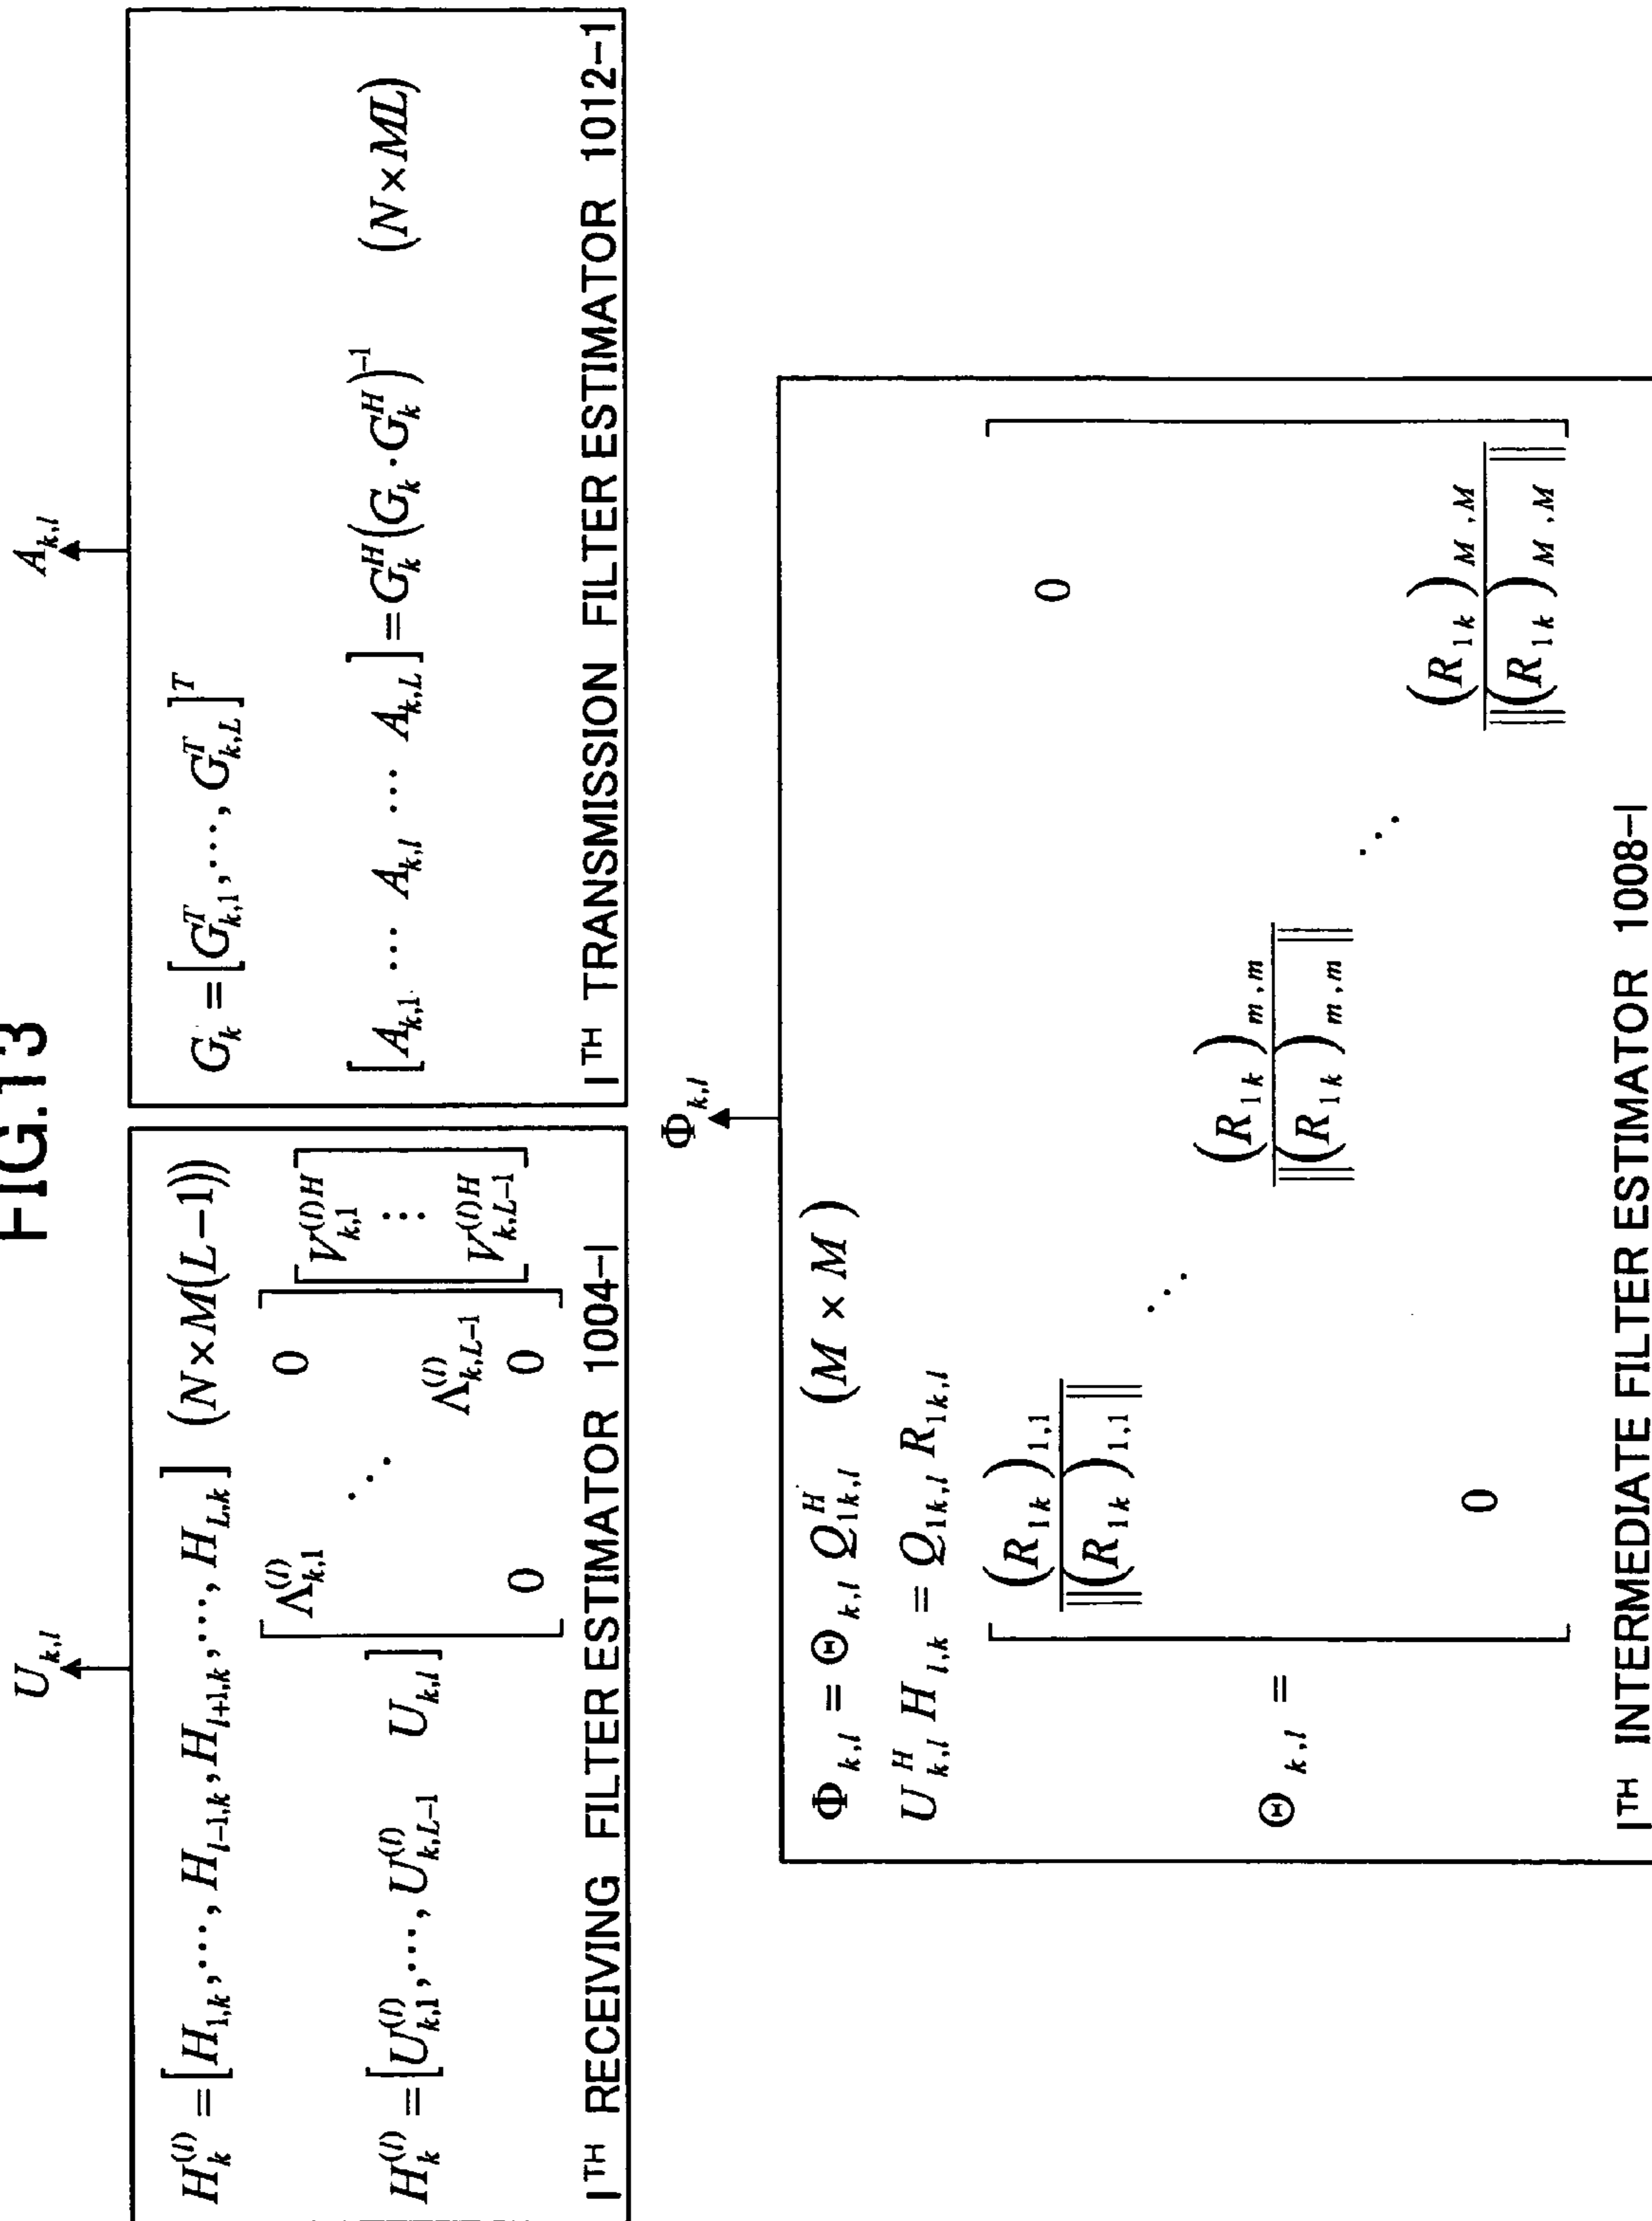 FIG.13
U_{k,l}
H_k^{(l)} = [H_{1,k}, ..., H_{l-1,k}, H_{l+1,k}, ..., H_{L,k}] (N×M(L−1))
H_k^{(l)} = [U_{k,1}^{(l)}, ..., U_{k,L-1}^{(l)} U_{k,l}] [Λ_{k,1}^{(l)} 0 ⋱ Λ_{k,L-1}^{(l)} 0 0] [V_{k,1}^{(l)H} ⋮ V_{k,L-1}^{(l)H}]
l TH RECEIVING FILTER ESTIMATOR 1004-l
A_{k,l}
G_k = [G_{k,1}^T, ..., G_{k,L}^T]^T
[A_{k,1} ... A_{k,l} ... A_{k,L}] = G_k^H (G_k · G_k^H)^{-1} (N×ML)
l TH TRANSMISSION FILTER ESTIMATOR 1012-l
Φ_{k,l}
Φ_{k,l} = Θ_{k,l} Q_{1k,l}^H (M × M)
U_{k,l}^H H_{l,k} = Q_{1k,l} R_{1k,l}
Θ_{k,l} = [(R_{1k})_{1,1} / ‖(R_{1k})_{1,1}‖ 0 ⋱ (R_{1k})_{m,m} / ‖(R_{1k})_{m,m}‖ ⋱ 0 (R_{1k})_{M,M} / ‖(R_{1k})_{M,M}‖]
l TH INTERMEDIATE FILTER ESTIMATOR 1008-l